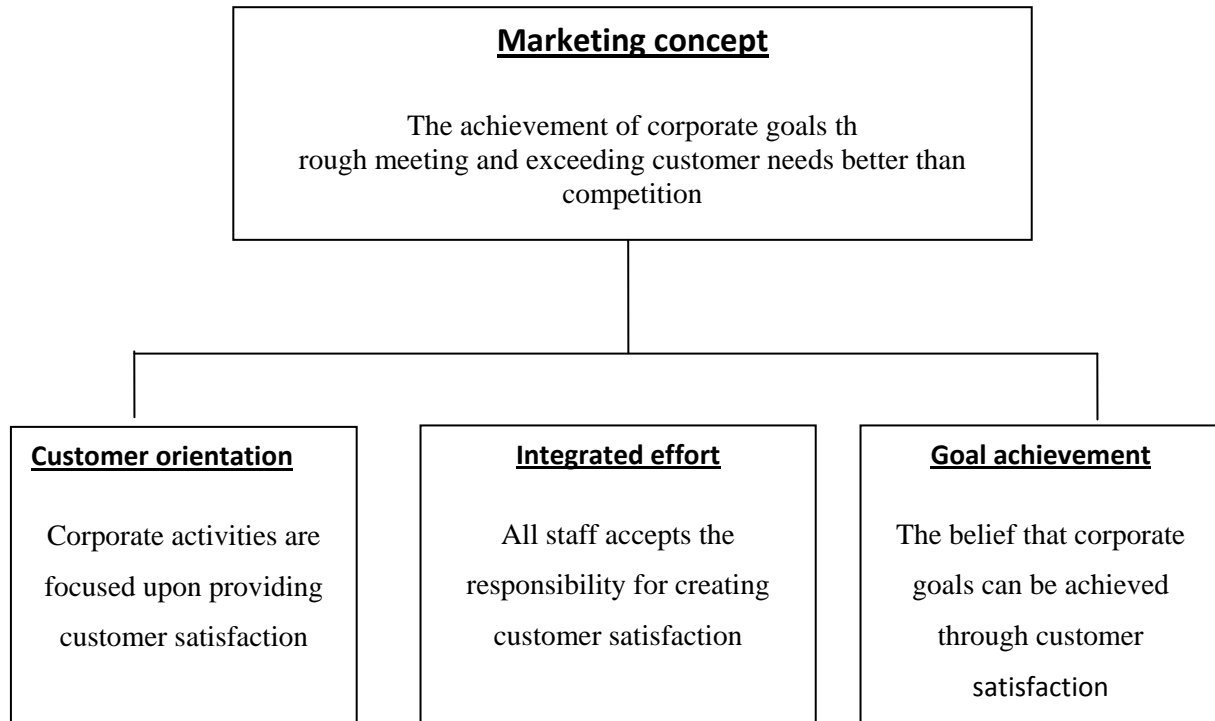 Marketing concept
The achievement of corporate goals th
rough meeting and exceeding customer needs better than
competition
Customer orientation
Corporate activities are
focused upon providing
customer satisfaction
Integrated effort
All staff accepts the
responsibility for creating
customer satisfaction
Goal achievement
The belief that corporate
goals can be achieved
through customer
satisfaction